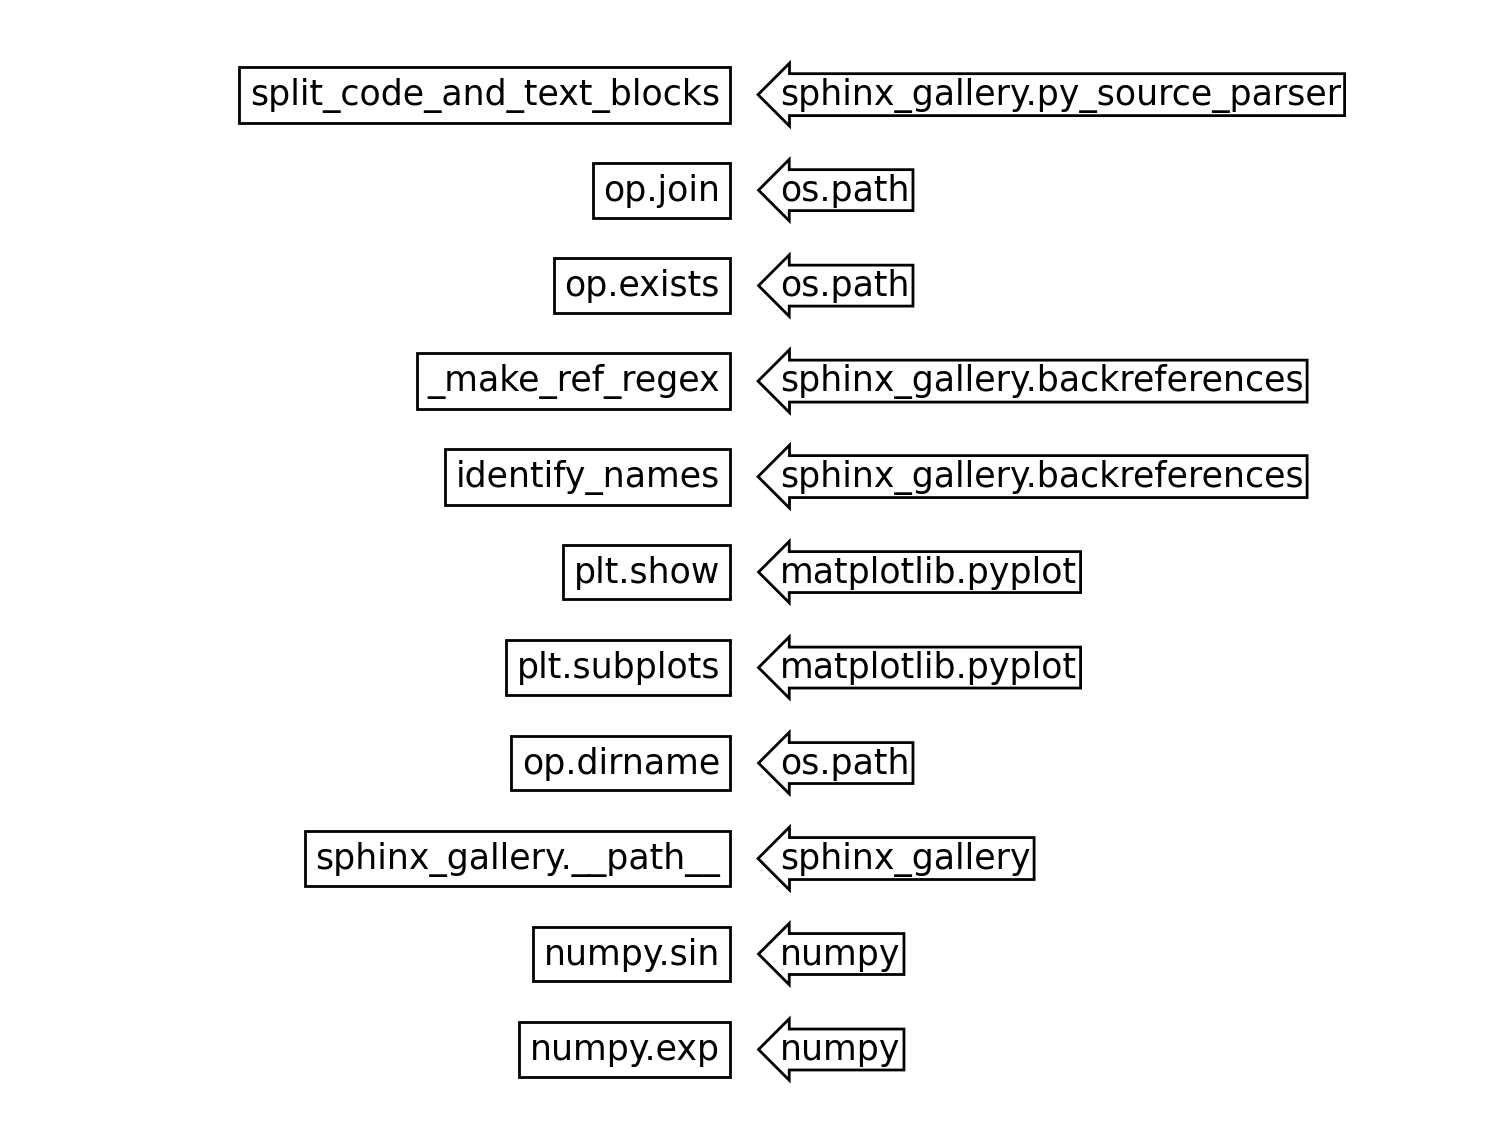 split_code_and_text_blocks sphinx_gallery.py_source_parser
op.join os.path
op.exists os.path
_make_ref_regex sphinx_gallery.backreferences
identify_names sphinx_gallery.backreferences
plt.show matplotlib.pyplot
plt.subplots matplotlib.pyplot
op.dirname os.path
sphinx_gallery.__path__ sphinx_gallery
numpy.sin numpy
numpy.exp numpy